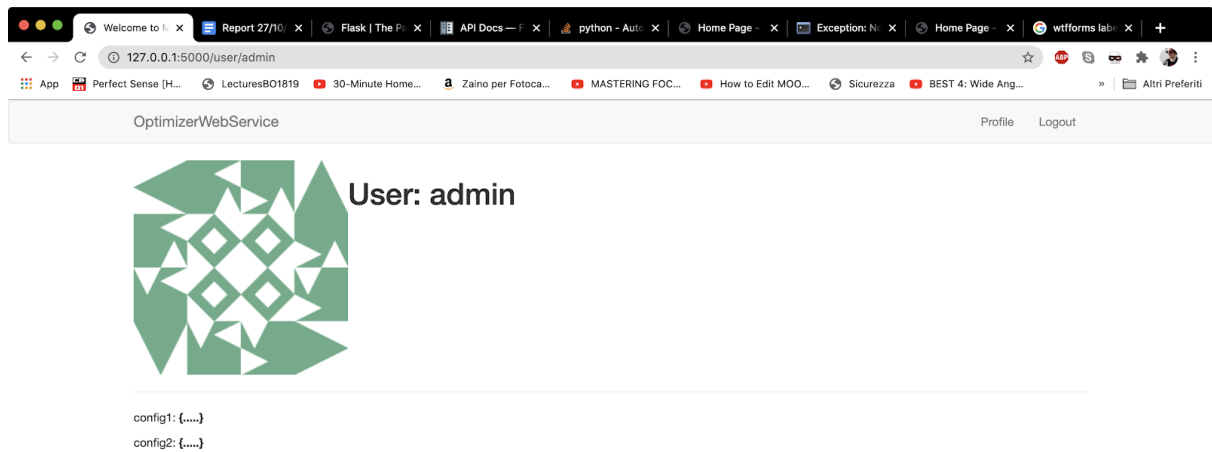 Welcome to M
Report 27/10/
Flask | The Pa
API Docs — F
python - Auto
Home Page -
Exception: No
Home Page -
wtfforms labe
127.0.0.1:5000/user/admin
ABP
App
Perfect Sense [H...
LecturesBO1819
30-Minute Home...
Zaino per Fotoca...
MASTERING FOC...
How to Edit MOO...
Sicurezza
BEST 4: Wide Ang...
»
Altri Preferiti
OptimizerWebService
Profile
Logout
User: admin
config1: {.....}
config2: {.....}